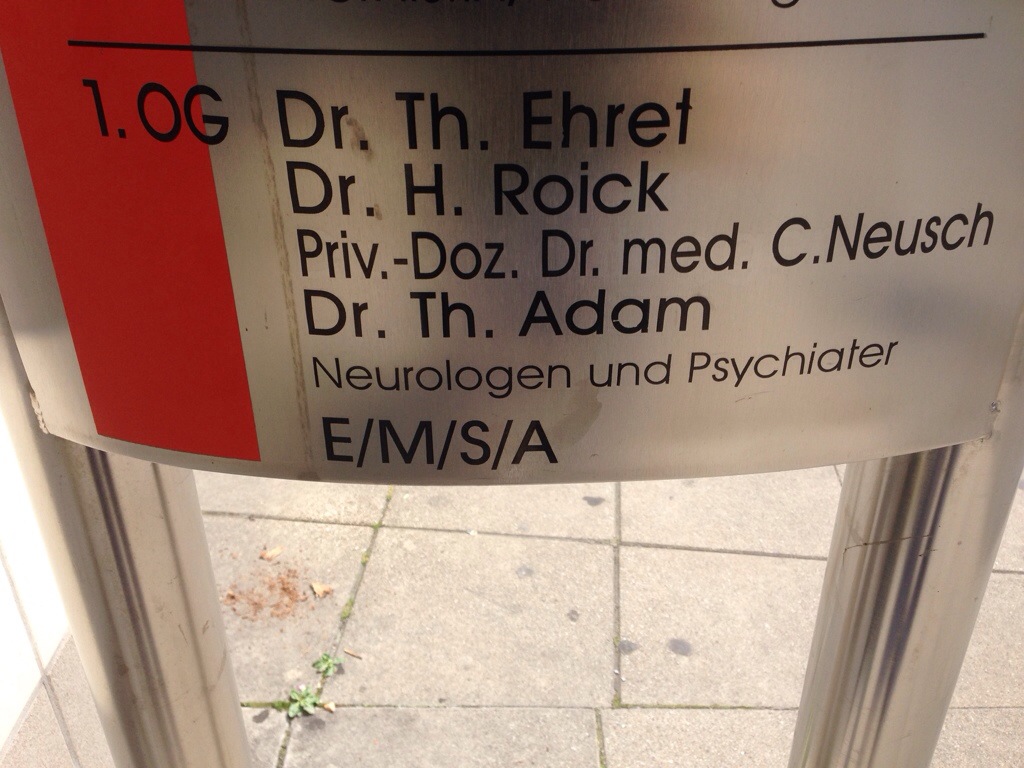 1.OG Dr. Th. Ehret
Dr. H. Roick
Priv.-Doz. Dr. med. C.Neusch
Dr. Th. Adam
Neurologen und Psychiater
E/M/S/A